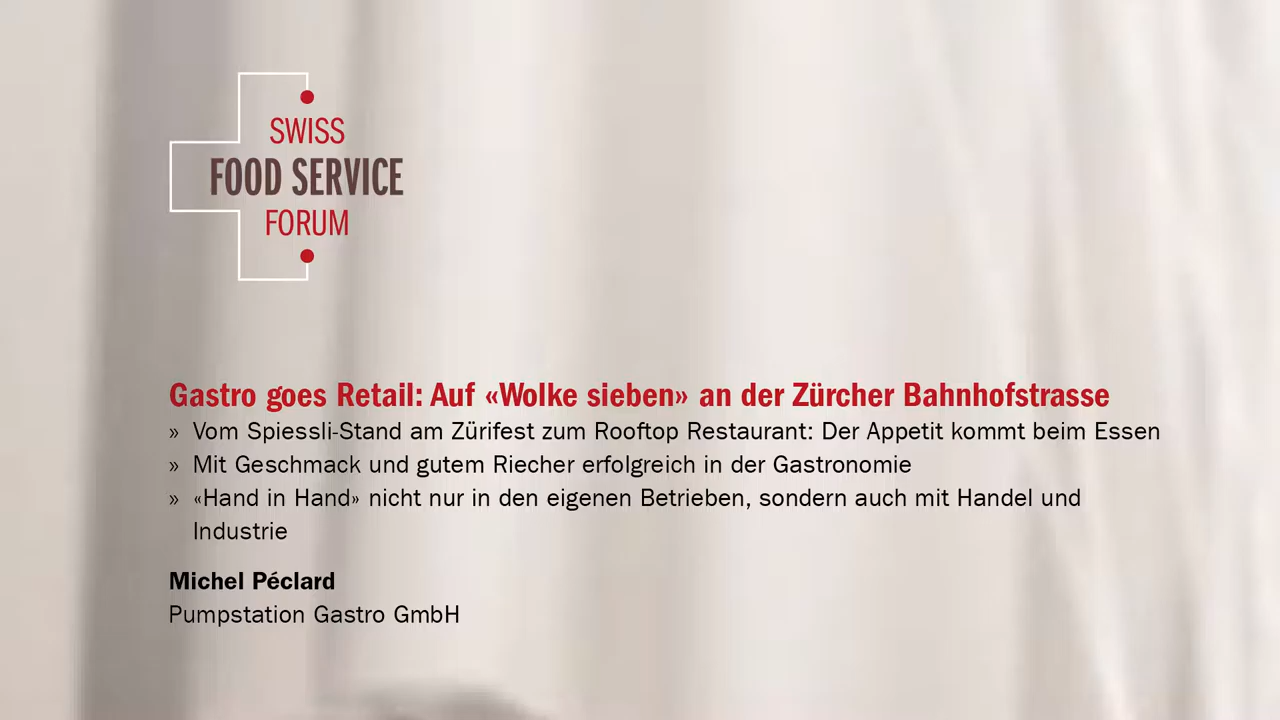 SWISS
FOOD SERVICE
FORUM
Gastro goes Retail: Auf «Wolke sieben» an der Zürcher Bahnhofstrasse
» Vom Spiessli-Stand am Zürifest zum Rooftop Restaurant: Der Appetit kommt beim Essen
» Mit Geschmack und gutem Riecher erfolgreich in der Gastronomie
» «Hand in Hand» nicht nur in den eigenen Betrieben, sondern auch mit Handel und
Industrie
Michel Péclard
Pumpstation Gastro GmbH